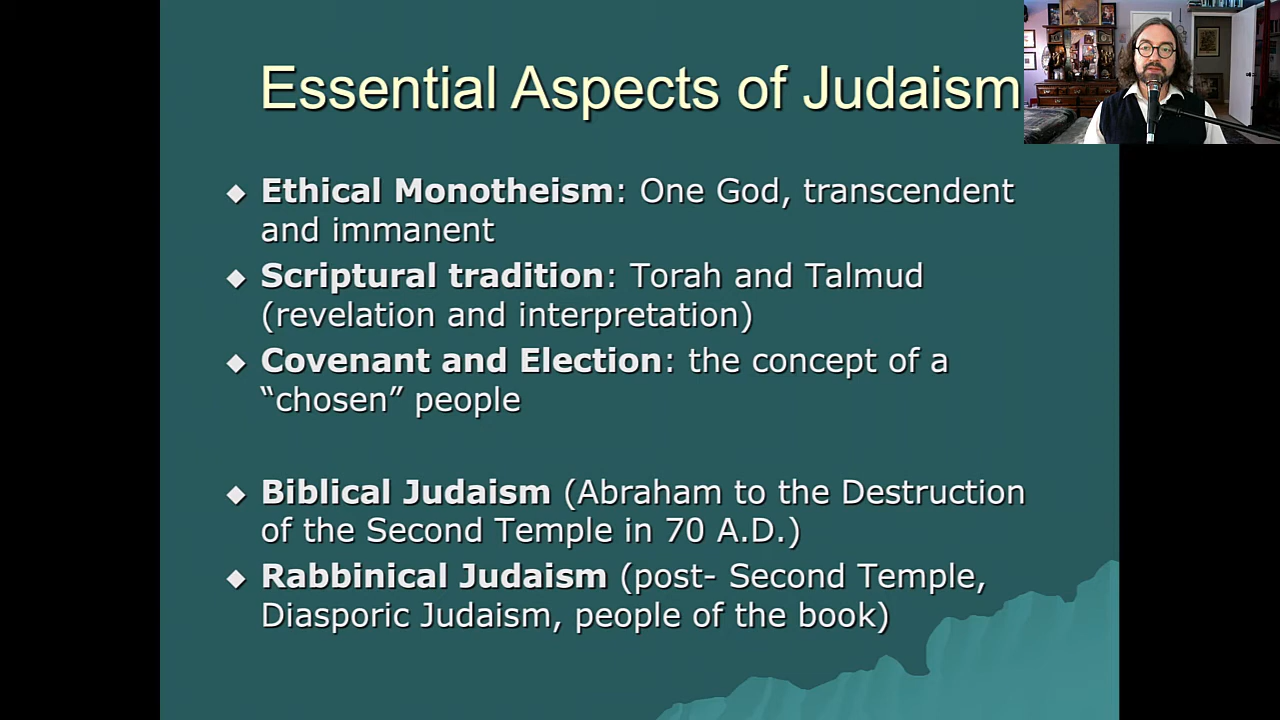 Essential Aspects of Judaism
◆ Ethical Monotheism: One God, transcendent
and immanent
◆ Scriptural tradition: Torah and Talmud
(revelation and interpretation)
◆ Covenant and Election: the concept of a
“chosen” people
◆ Biblical Judaism (Abraham to the Destruction
of the Second Temple in 70 A.D.)
◆ Rabbinical Judaism (post- Second Temple,
Diasporic Judaism, people of the book)